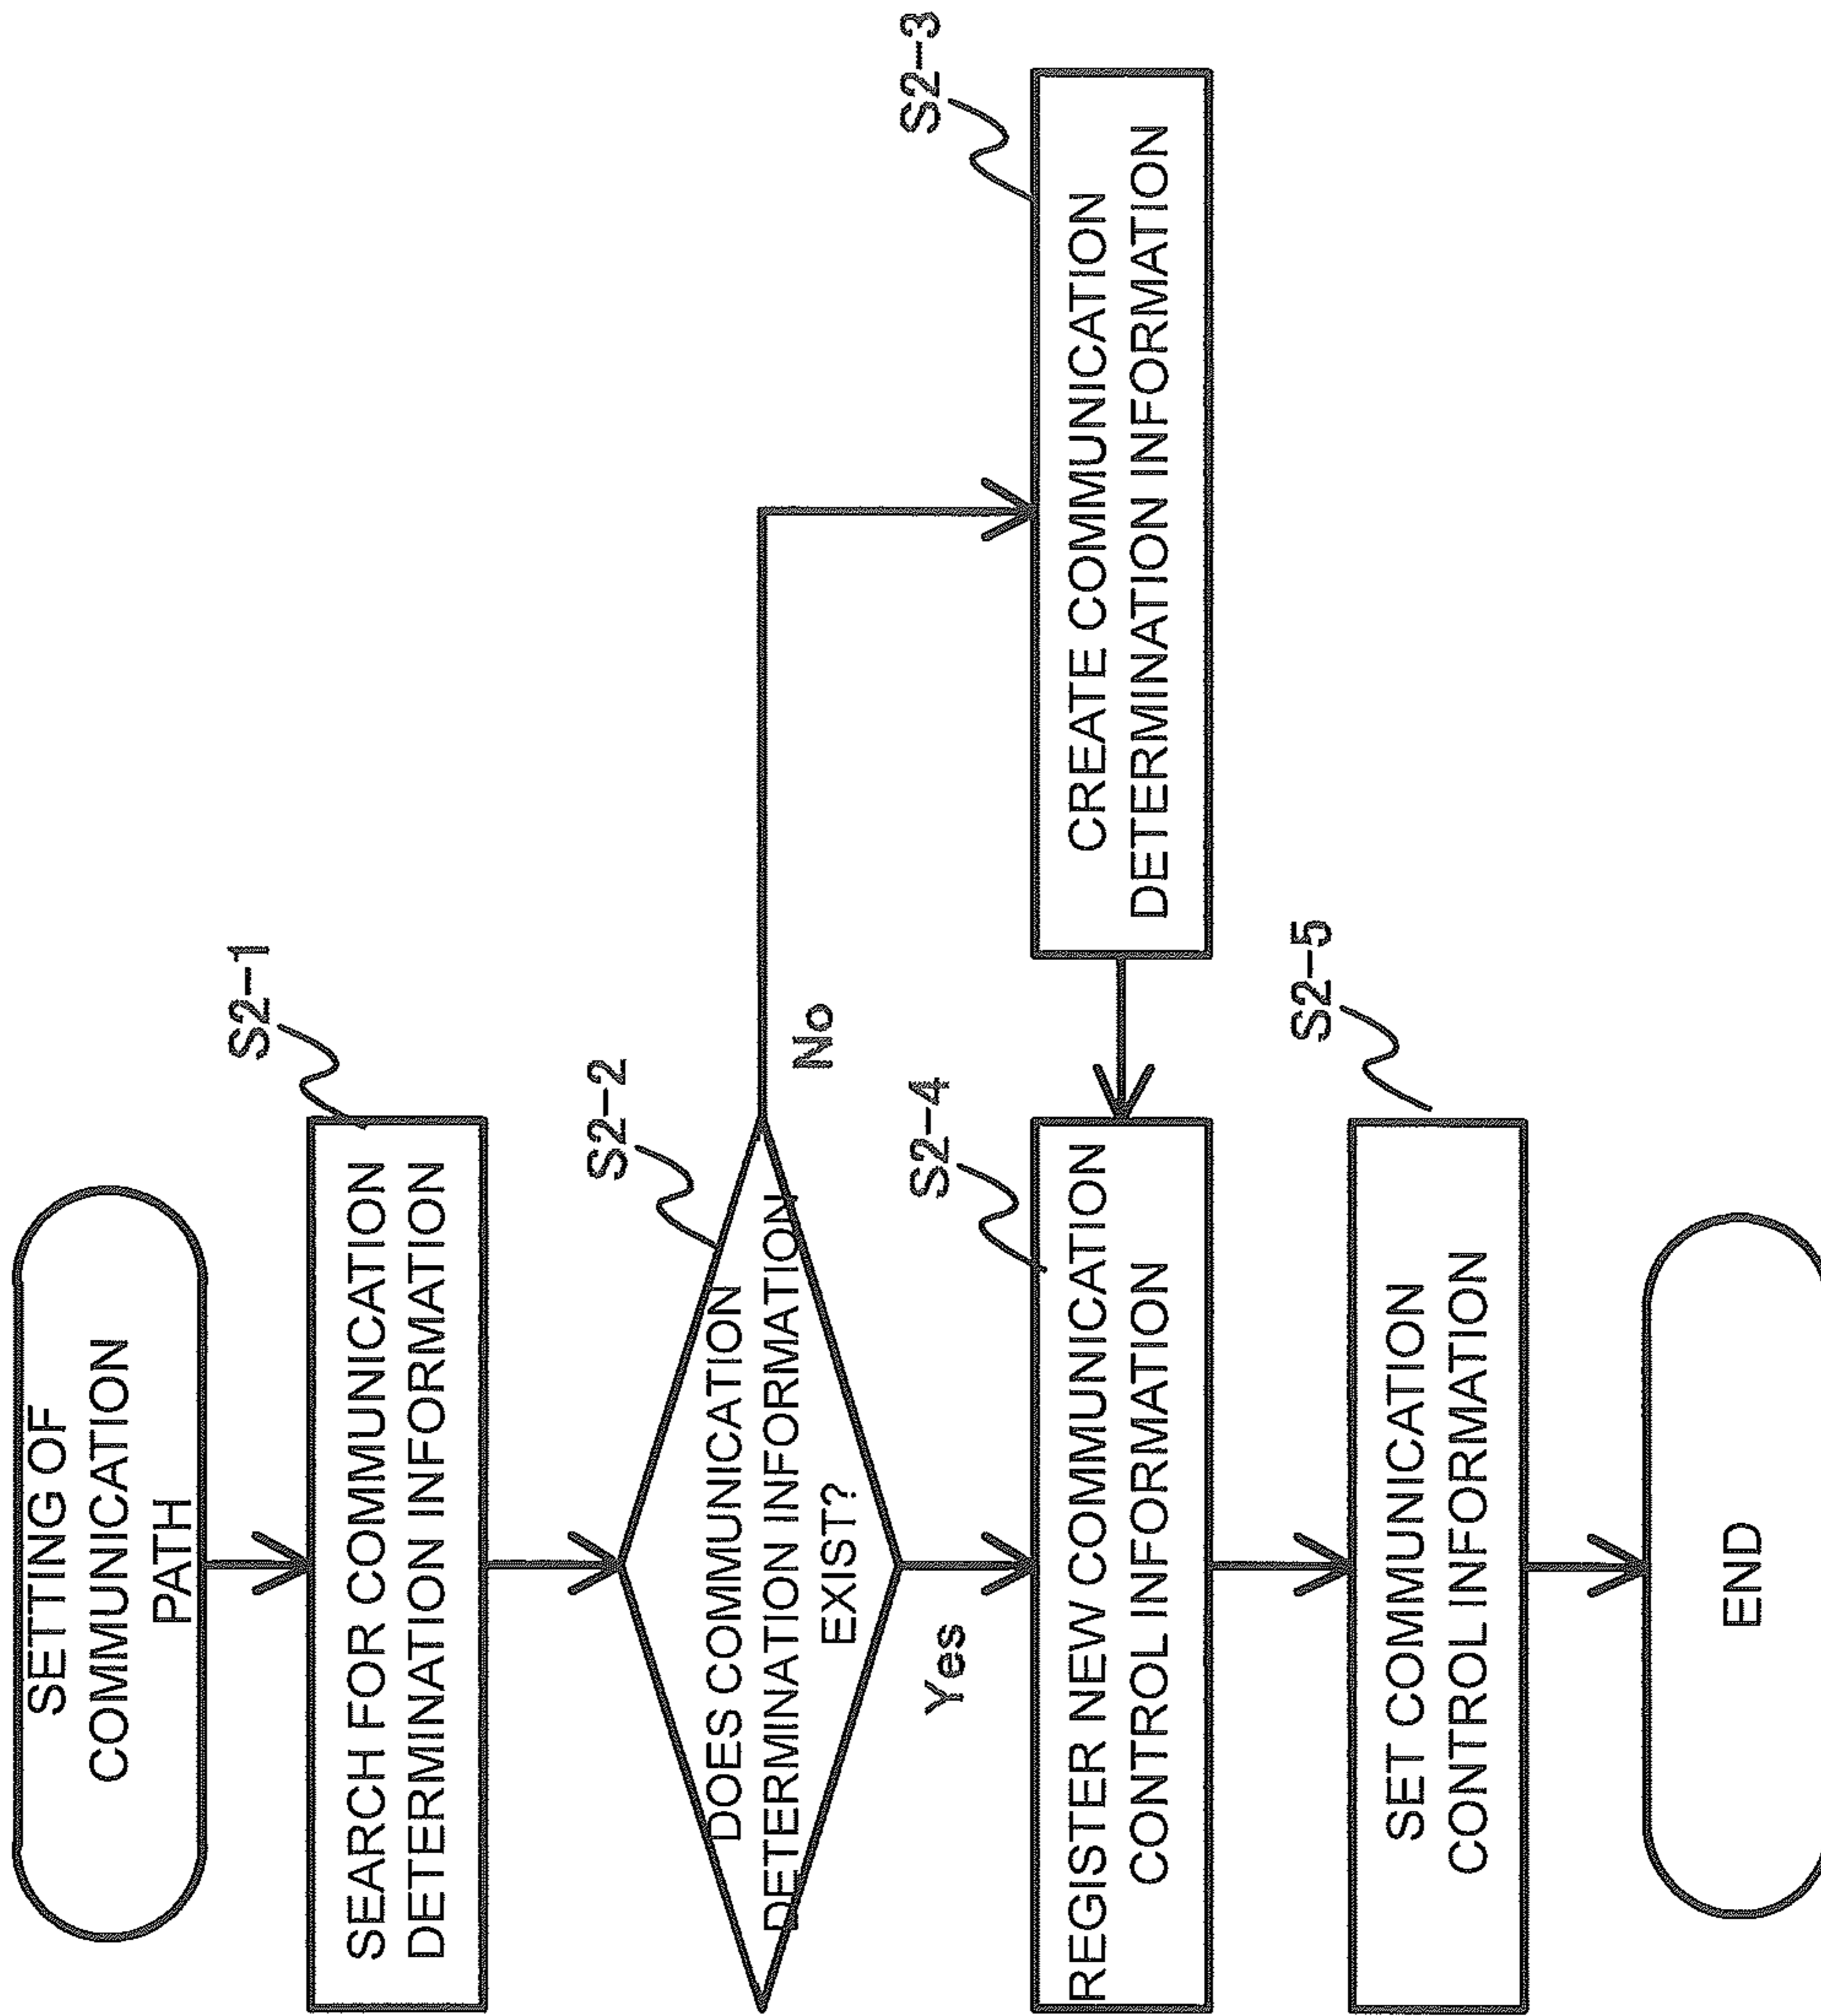 SETTING OF
COMMUNICATION
PATH
S2-1
SEARCH FOR COMMUNICATION
DETERMINATION INFORMATION
S2-2
DOES COMMUNICATION
DETERMINATION INFORMATION
EXIST?
No
Yes
S2-3
CREATE COMMUNICATION
DETERMINATION INFORMATION
S2-4
REGISTER NEW COMMUNICATION
CONTROL INFORMATION
S2-5
SET COMMUNICATION
CONTROL INFORMATION
END